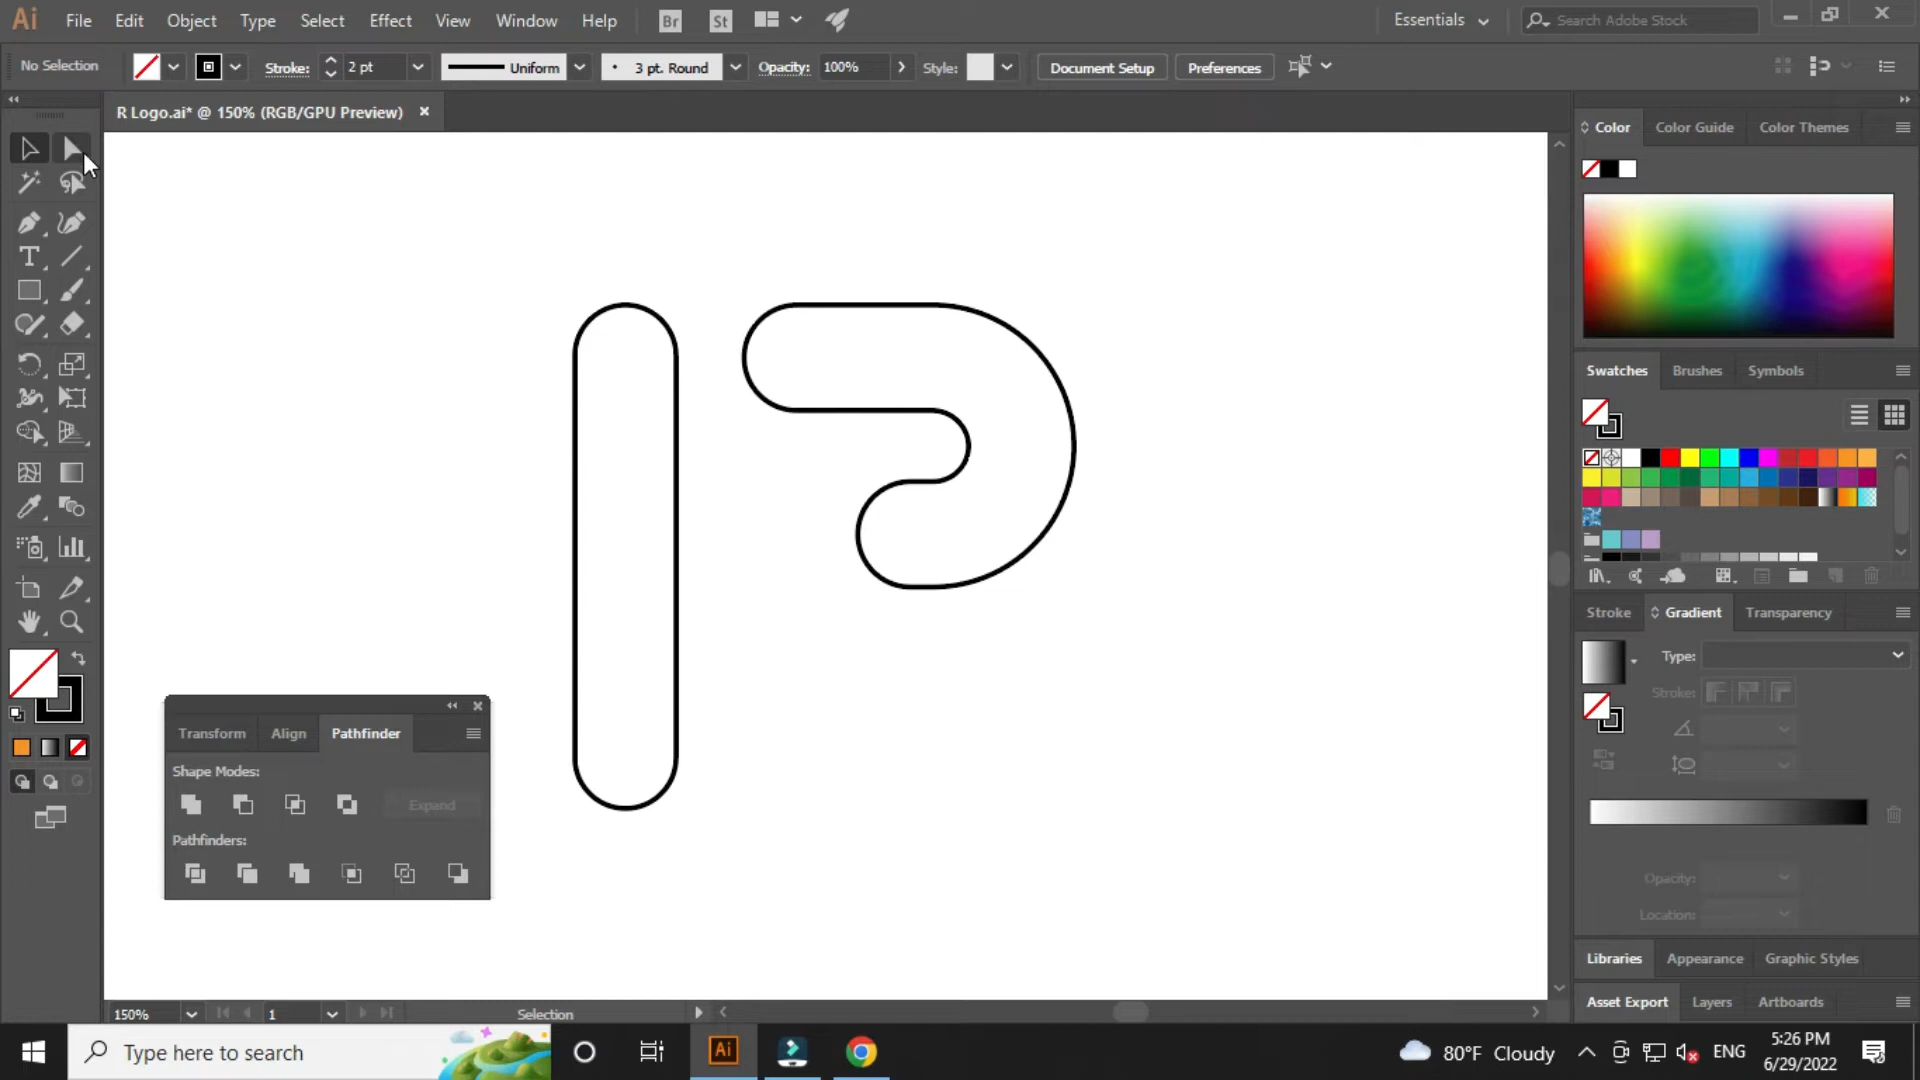 Ai File Edit Object Type Select Effect View Window Help Br St Essentials Search Adobe Stock
No Selection Stroke: 2 pt Uniform 3 pt. Round Opacity: 100% Style: Document Setup Preferences
R Logo.ai* @ 150% (RGB/GPU Preview)
Color Color Guide Color Themes
Swatches Brushes Symbols
Stroke Gradient Transparency
Type:
Stroke:
Opacity:
Location:
Transform Align Pathfinder
Shape Modes:
Expand
Pathfinders:
Libraries Appearance Graphic Styles
Asset Export Layers Artboards
150% 1 Selection
Type here to search
Ai
80°F Cloudy ENG
5:26 PM
6/29/2022